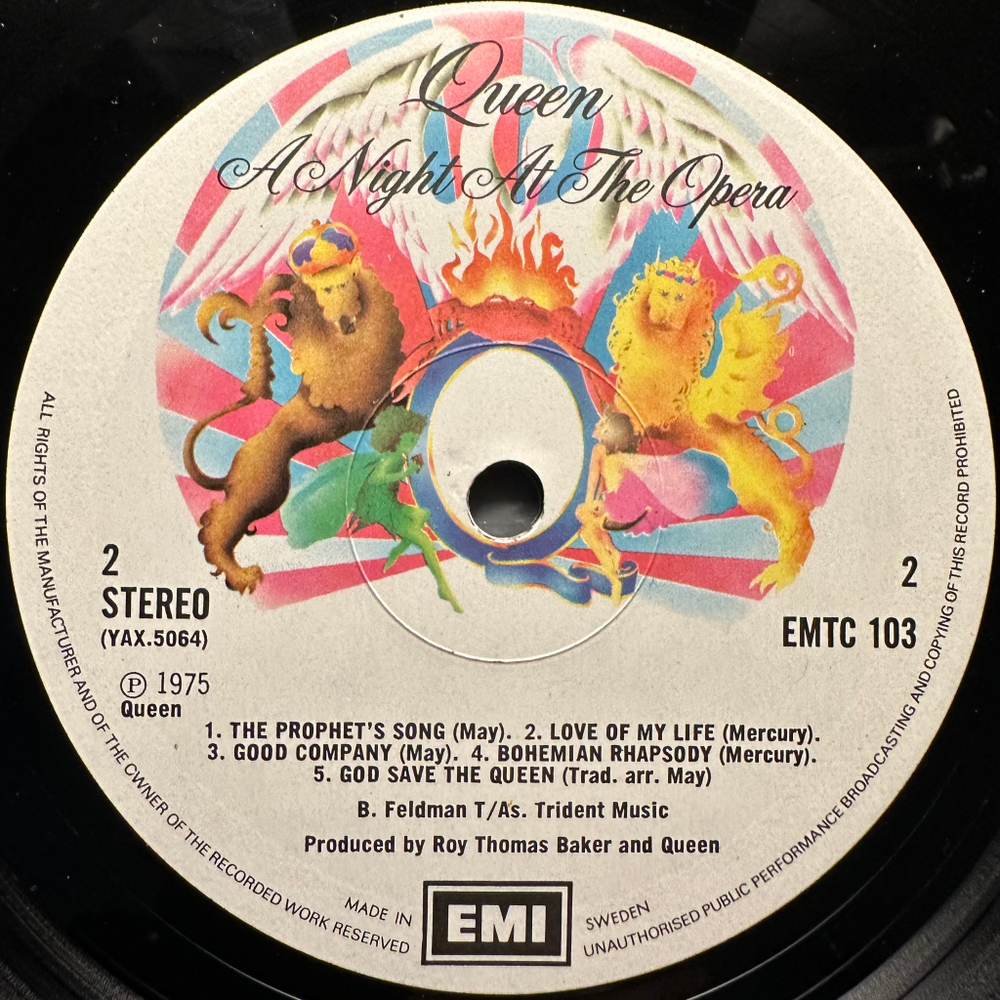 Queen
A Night At The Opera
2
STEREO
(YAX.5064)
℗ 1975
Queen
2
EMTC 103
1. THE PROPHET'S SONG (May). 2. LOVE OF MY LIFE (Mercury).
3. GOOD COMPANY (May). 4. BOHEMIAN RHAPSODY (Mercury).
5. GOD SAVE THE QUEEN (Trad. arr. May)
B. Feldman T/As. Trident Music
Produced by Roy Thomas Baker and Queen
MADE IN
EMI
SWEDEN
ALL RIGHTS OF THE MANUFACTURER AND OF THE CWNER OF THE RECORDED WORK RESERVED
UNAUTHORISED PUBLIC PERFORMANCE BROADCASTING AND COPYING OF THIS RECORD PROHIBITED